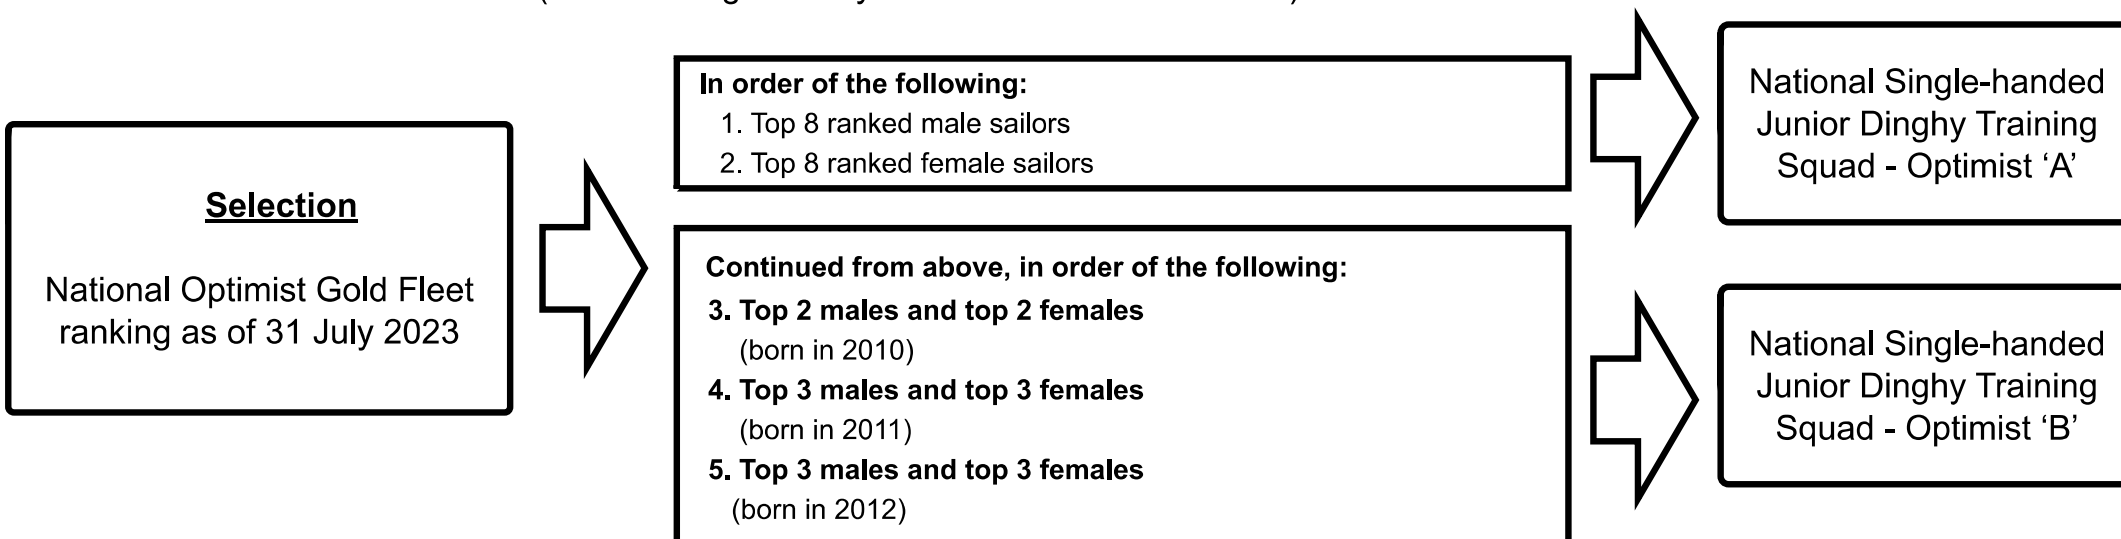 Selection
National Optimist Gold Fleet
ranking as of 31 July 2023
In order of the following:
1. Top 8 ranked male sailors
2. Top 8 ranked female sailors
National Single-handed
Junior Dinghy Training
Squad - Optimist ‘A’
Continued from above, in order of the following:
3. Top 2 males and top 2 females
(born in 2010)
4. Top 3 males and top 3 females
(born in 2011)
5. Top 3 males and top 3 females
(born in 2012)
National Single-handed
Junior Dinghy Training
Squad - Optimist ‘B’